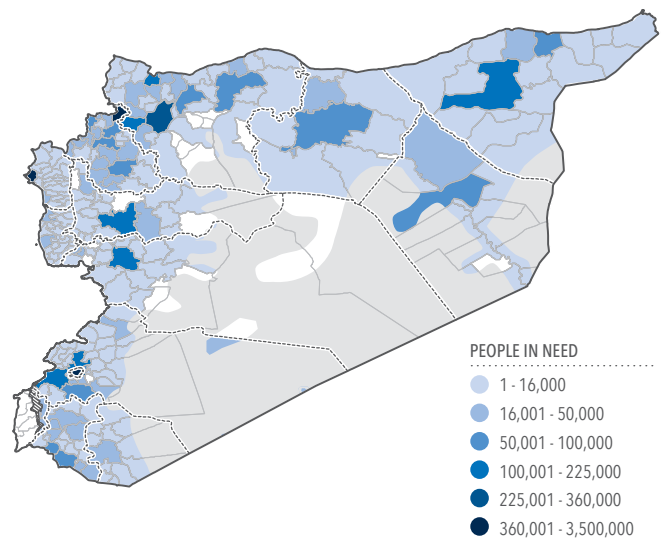 PEOPLE IN NEED
1 - 16,000
16,001 - 50,000
50,001 - 100,000
100,001 - 225,000
225,001 - 360,000
360,001 - 3,500,000